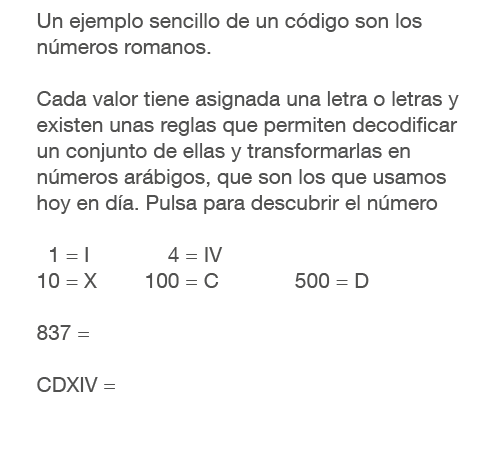 Un ejemplo sencillo de un código son los
números romanos.
Cada valor tiene asignada una letra o letras y
existen unas reglas que permiten decodificar
un conjunto de ellas y transformarlas en
números arábigos, que son los que usamos
hoy en día. Pulsa para descubrir el número
1 = I 4 = IV
10 = X 100 = C 500 = D
837 =
CDXIV =